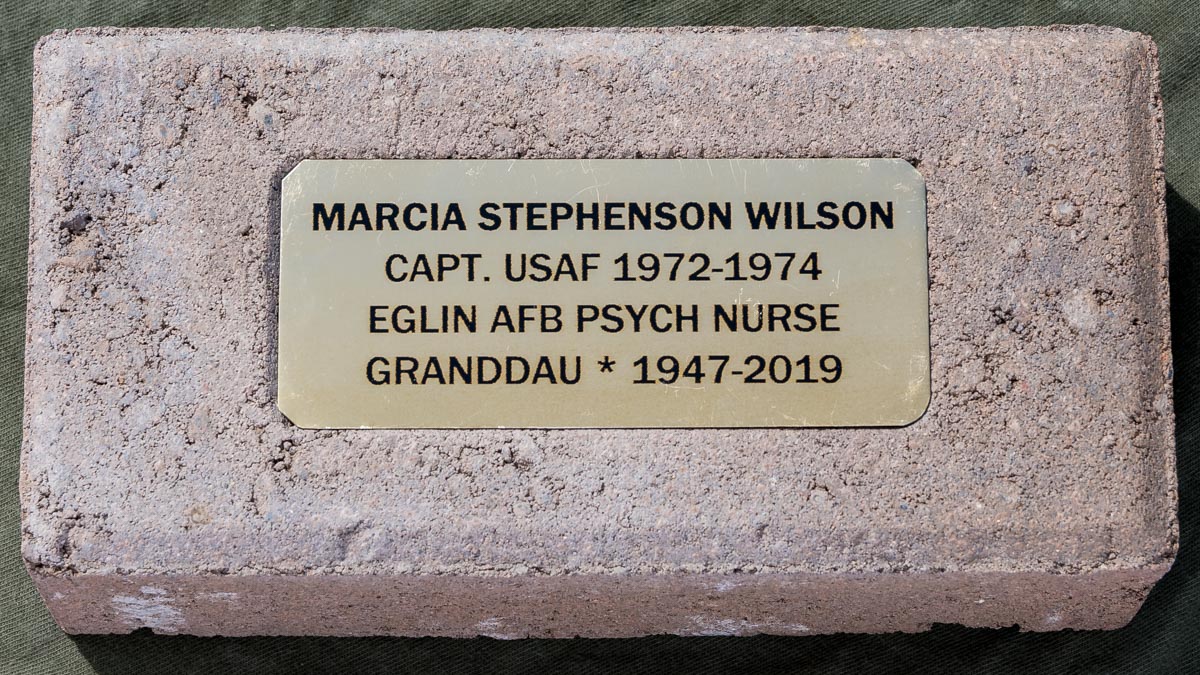 MARCIA STEPHENSON WILSON
CAPT. USAF 1972-1974
EGLIN AFB PSYCH NURSE
GRANDDAU * 1947-2019